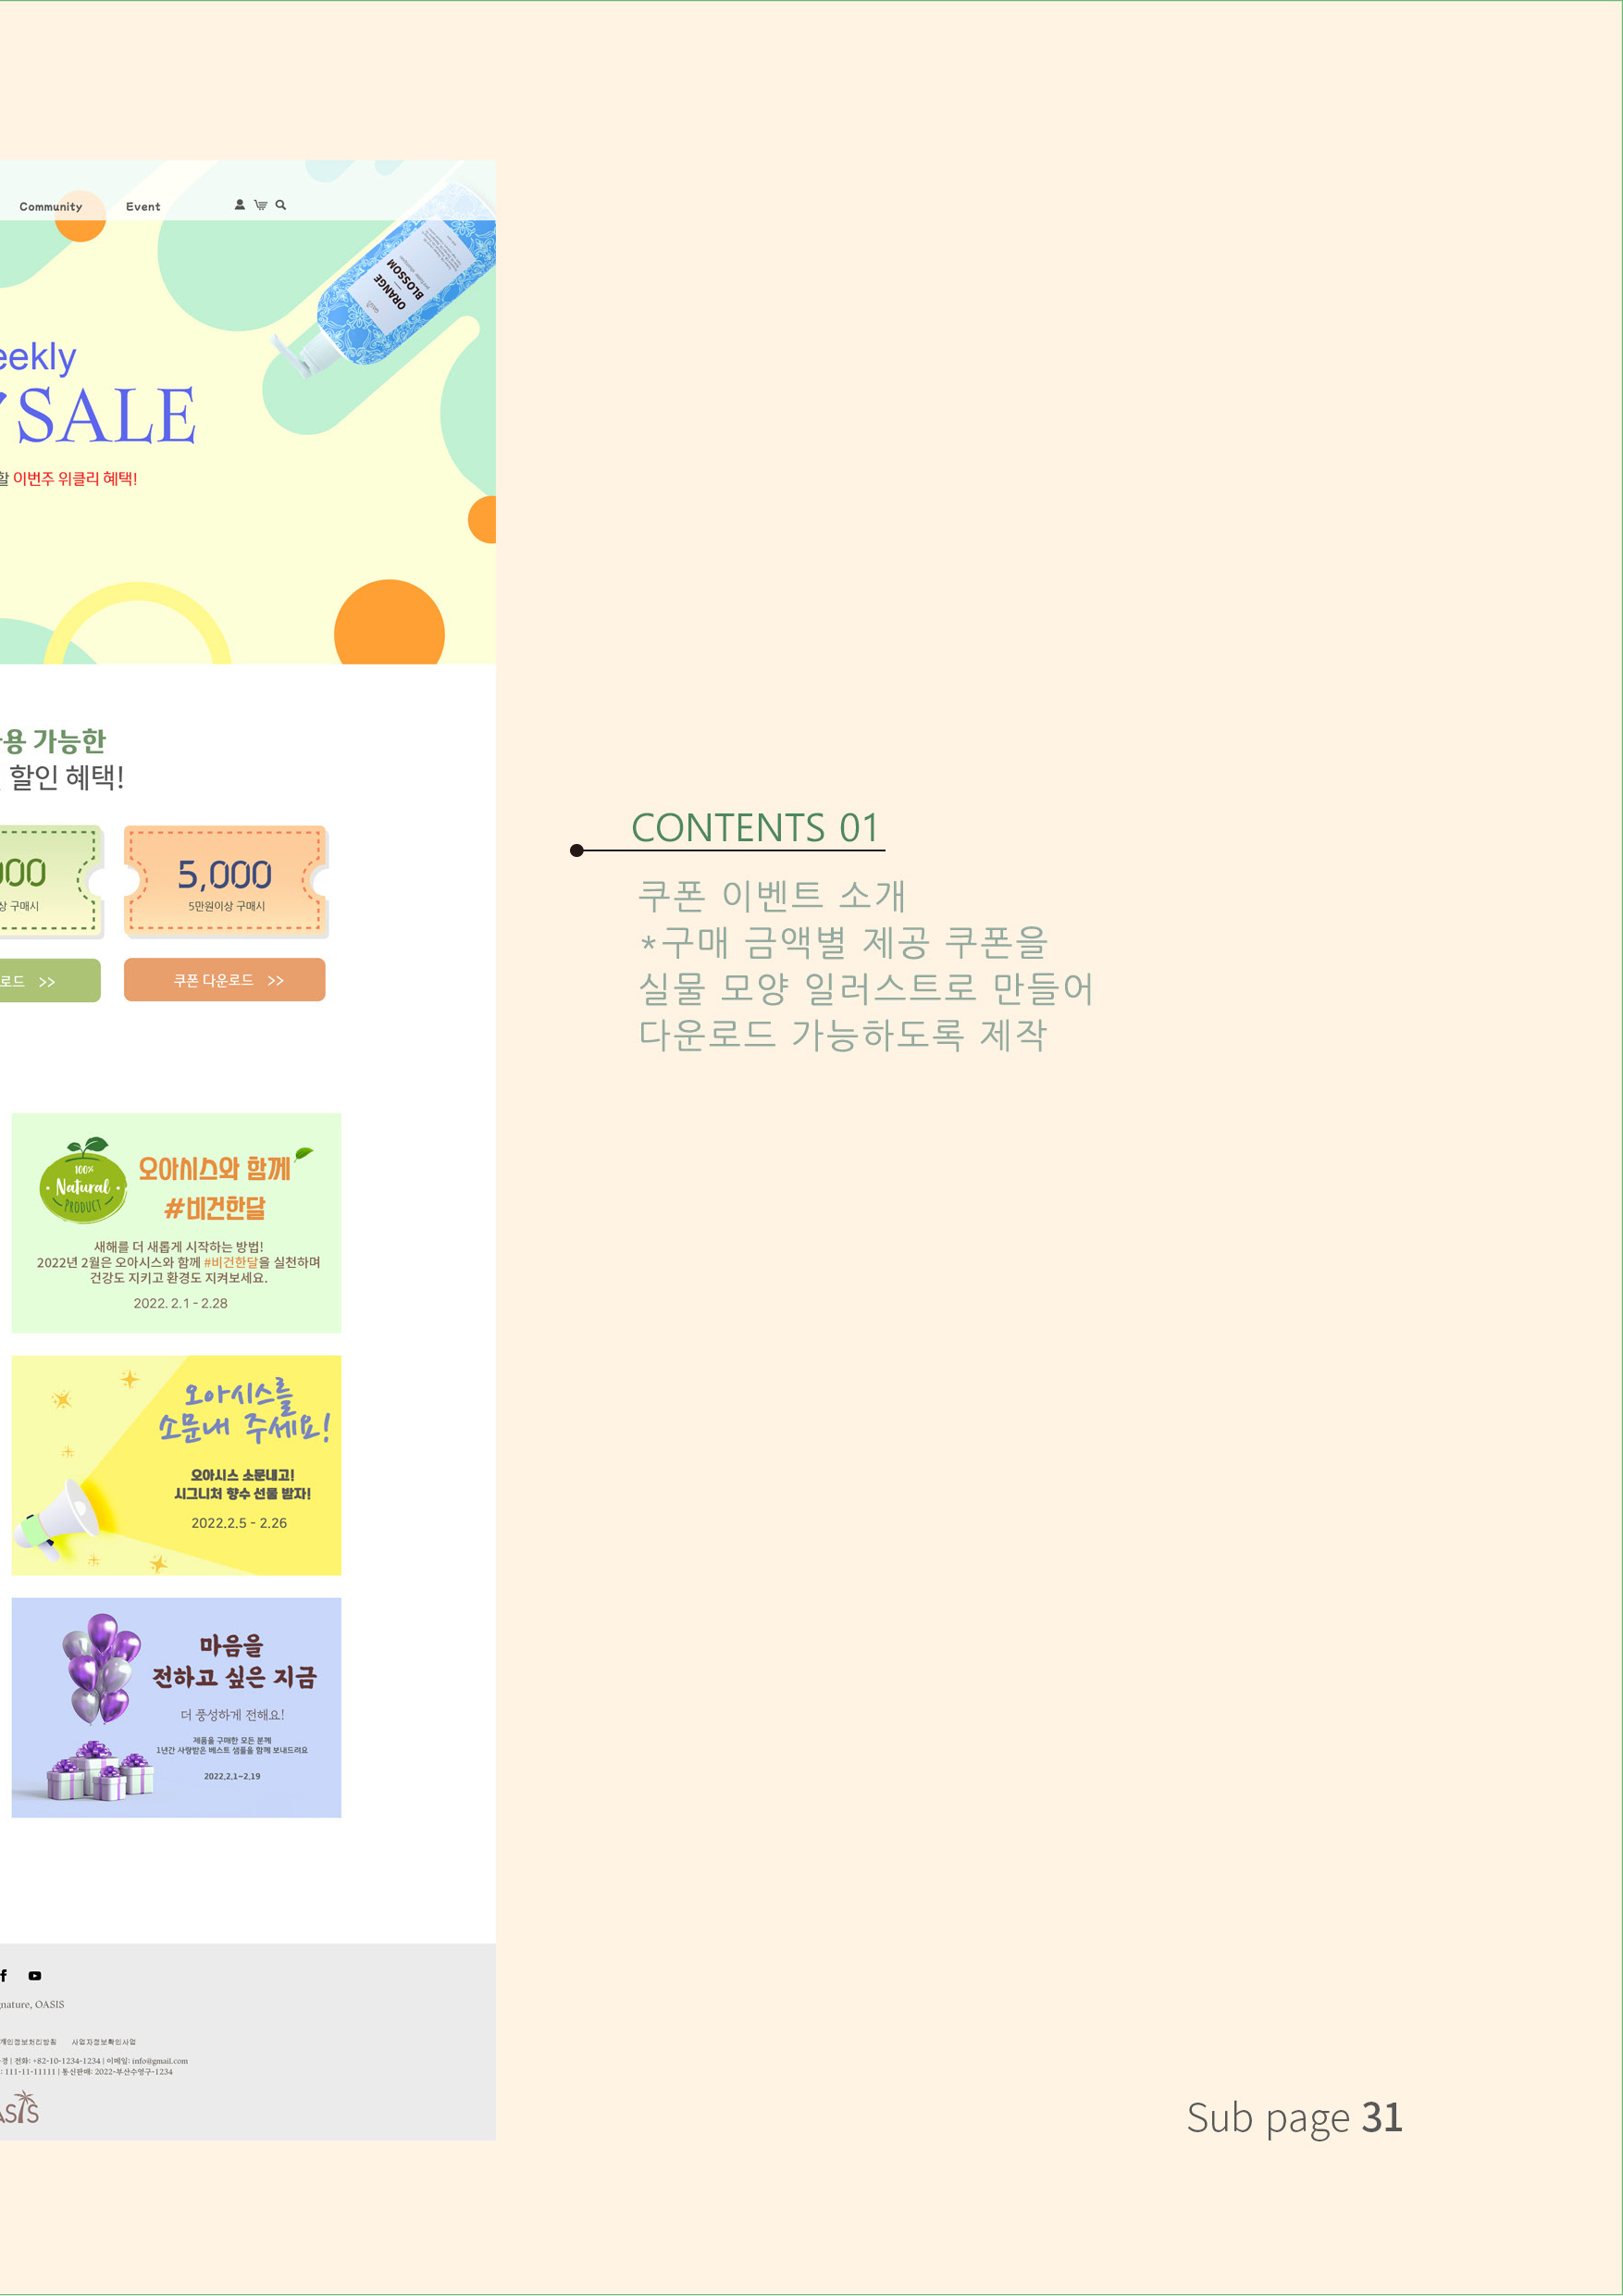 Community Event
eekly
SALE
할 이번주 위클리 혜택!
ORANGE
BLOSSOM
용 가능한
할인 혜택!
000
상 구매시
5,000
5만원이상 구매시
로드 >>
쿠폰 다운로드 >>
CONTENTS 01
쿠폰 이벤트 소개
*구매 금액별 제공 쿠폰을
실물 모양 일러스트로 만들어
다운로드 가능하도록 제작
100%
Natural
PRODUCT
오아시스와 함께
#비건한달
새해를 더 새롭게 시작하는 방법!
2022년 2월은 오아시스와 함께 #비건한달을 실천하며
건강도 지키고 환경도 지켜보세요.
2022. 2.1 - 2.28
오아시스를
소문내 주세요!
오아시스 소문내고!
시그니처 향수 선물 받자!
2022.2.5 - 2.26
마음을
전하고 싶은 지금
더 풍성하게 전해요!
제품을 구매한 모든 분께
1년간 사랑받은 베스트 샘플을 함께 보내드려요
2022.2.1~2.19
gnature, OASIS
개인정보처리방침 사업자정보확인사업
경 | 전화: +82-10-1234-1234 | 이메일: info@gmail.com
: 111-11-11111 | 통신판매: 2022-부산수영구-1234
ASIS
Sub page 31